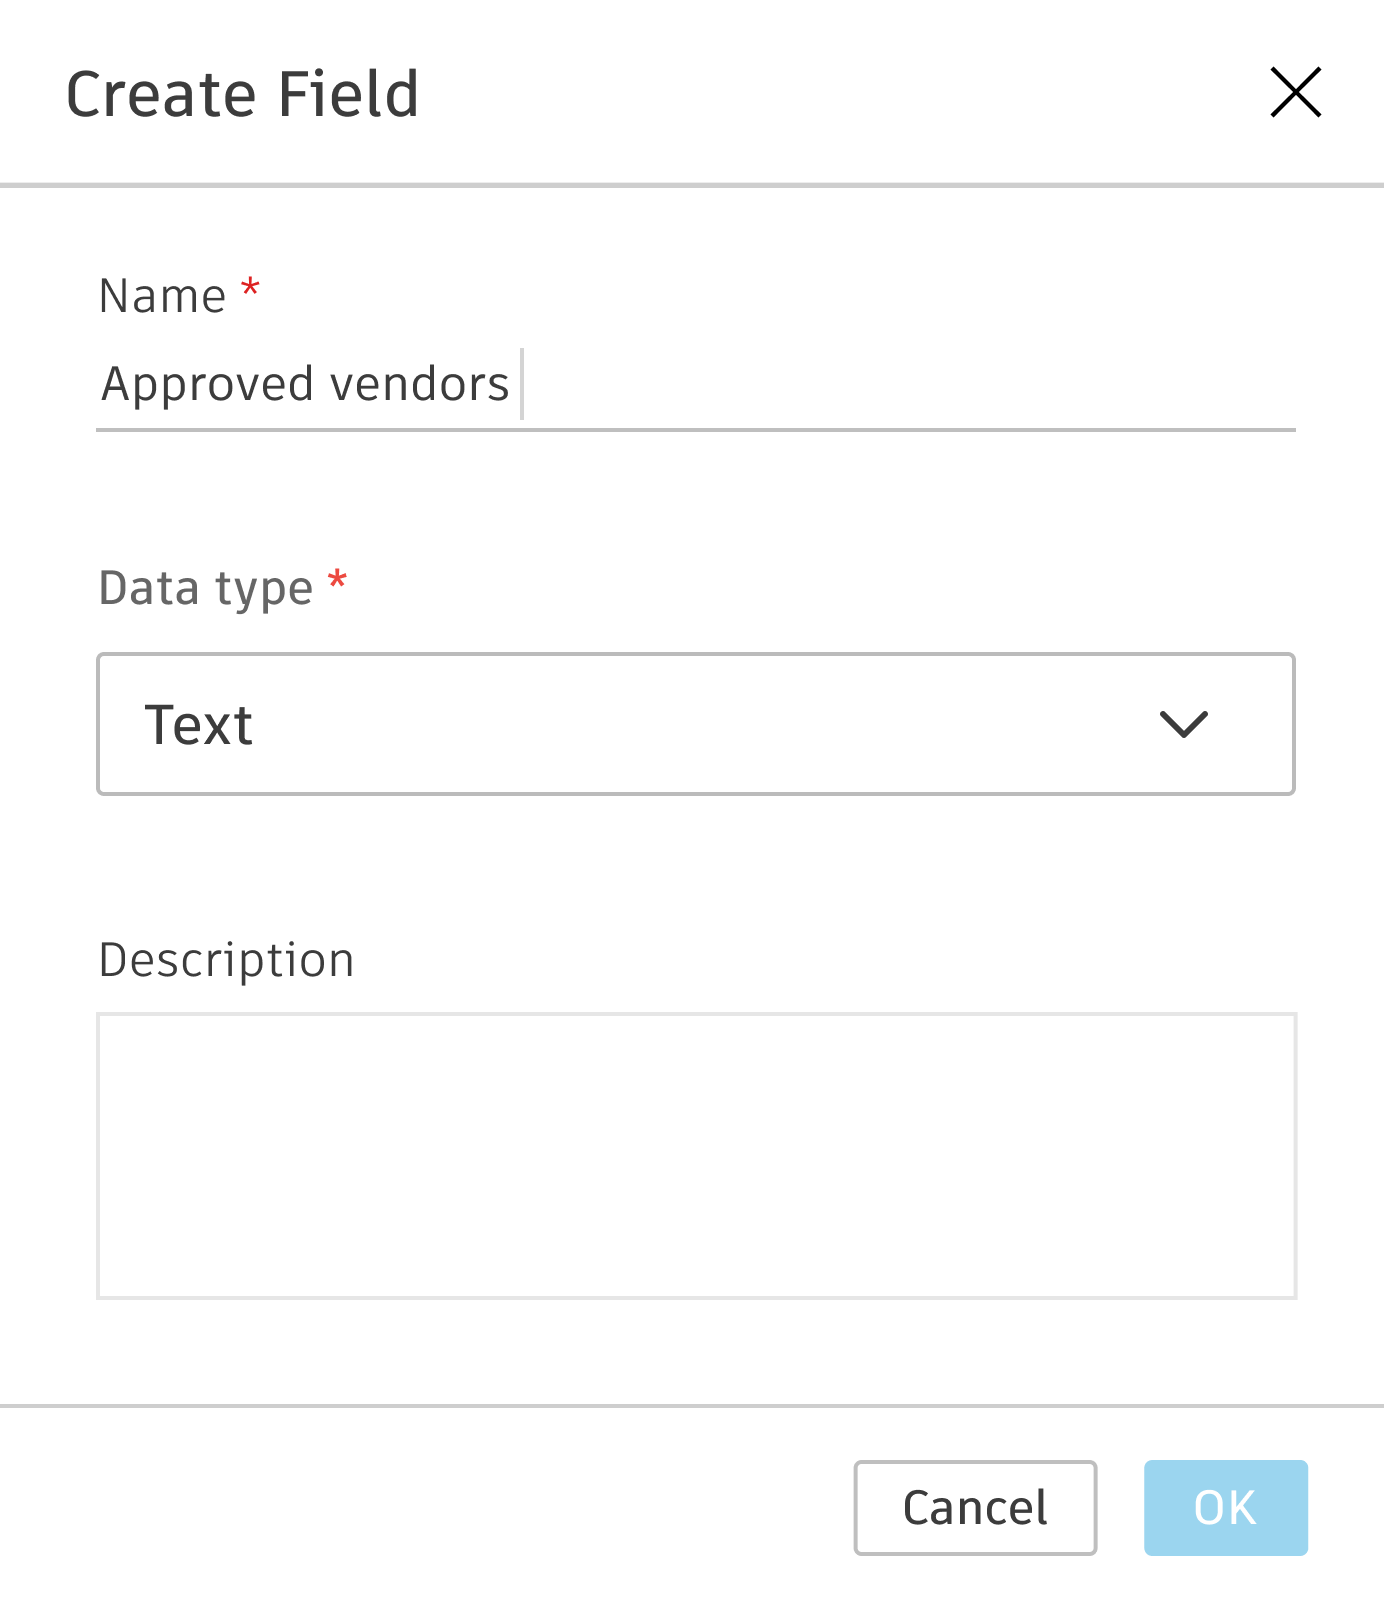 Create Field
Name *
Approved vendors
Data type *
Text
Description
Cancel
OK